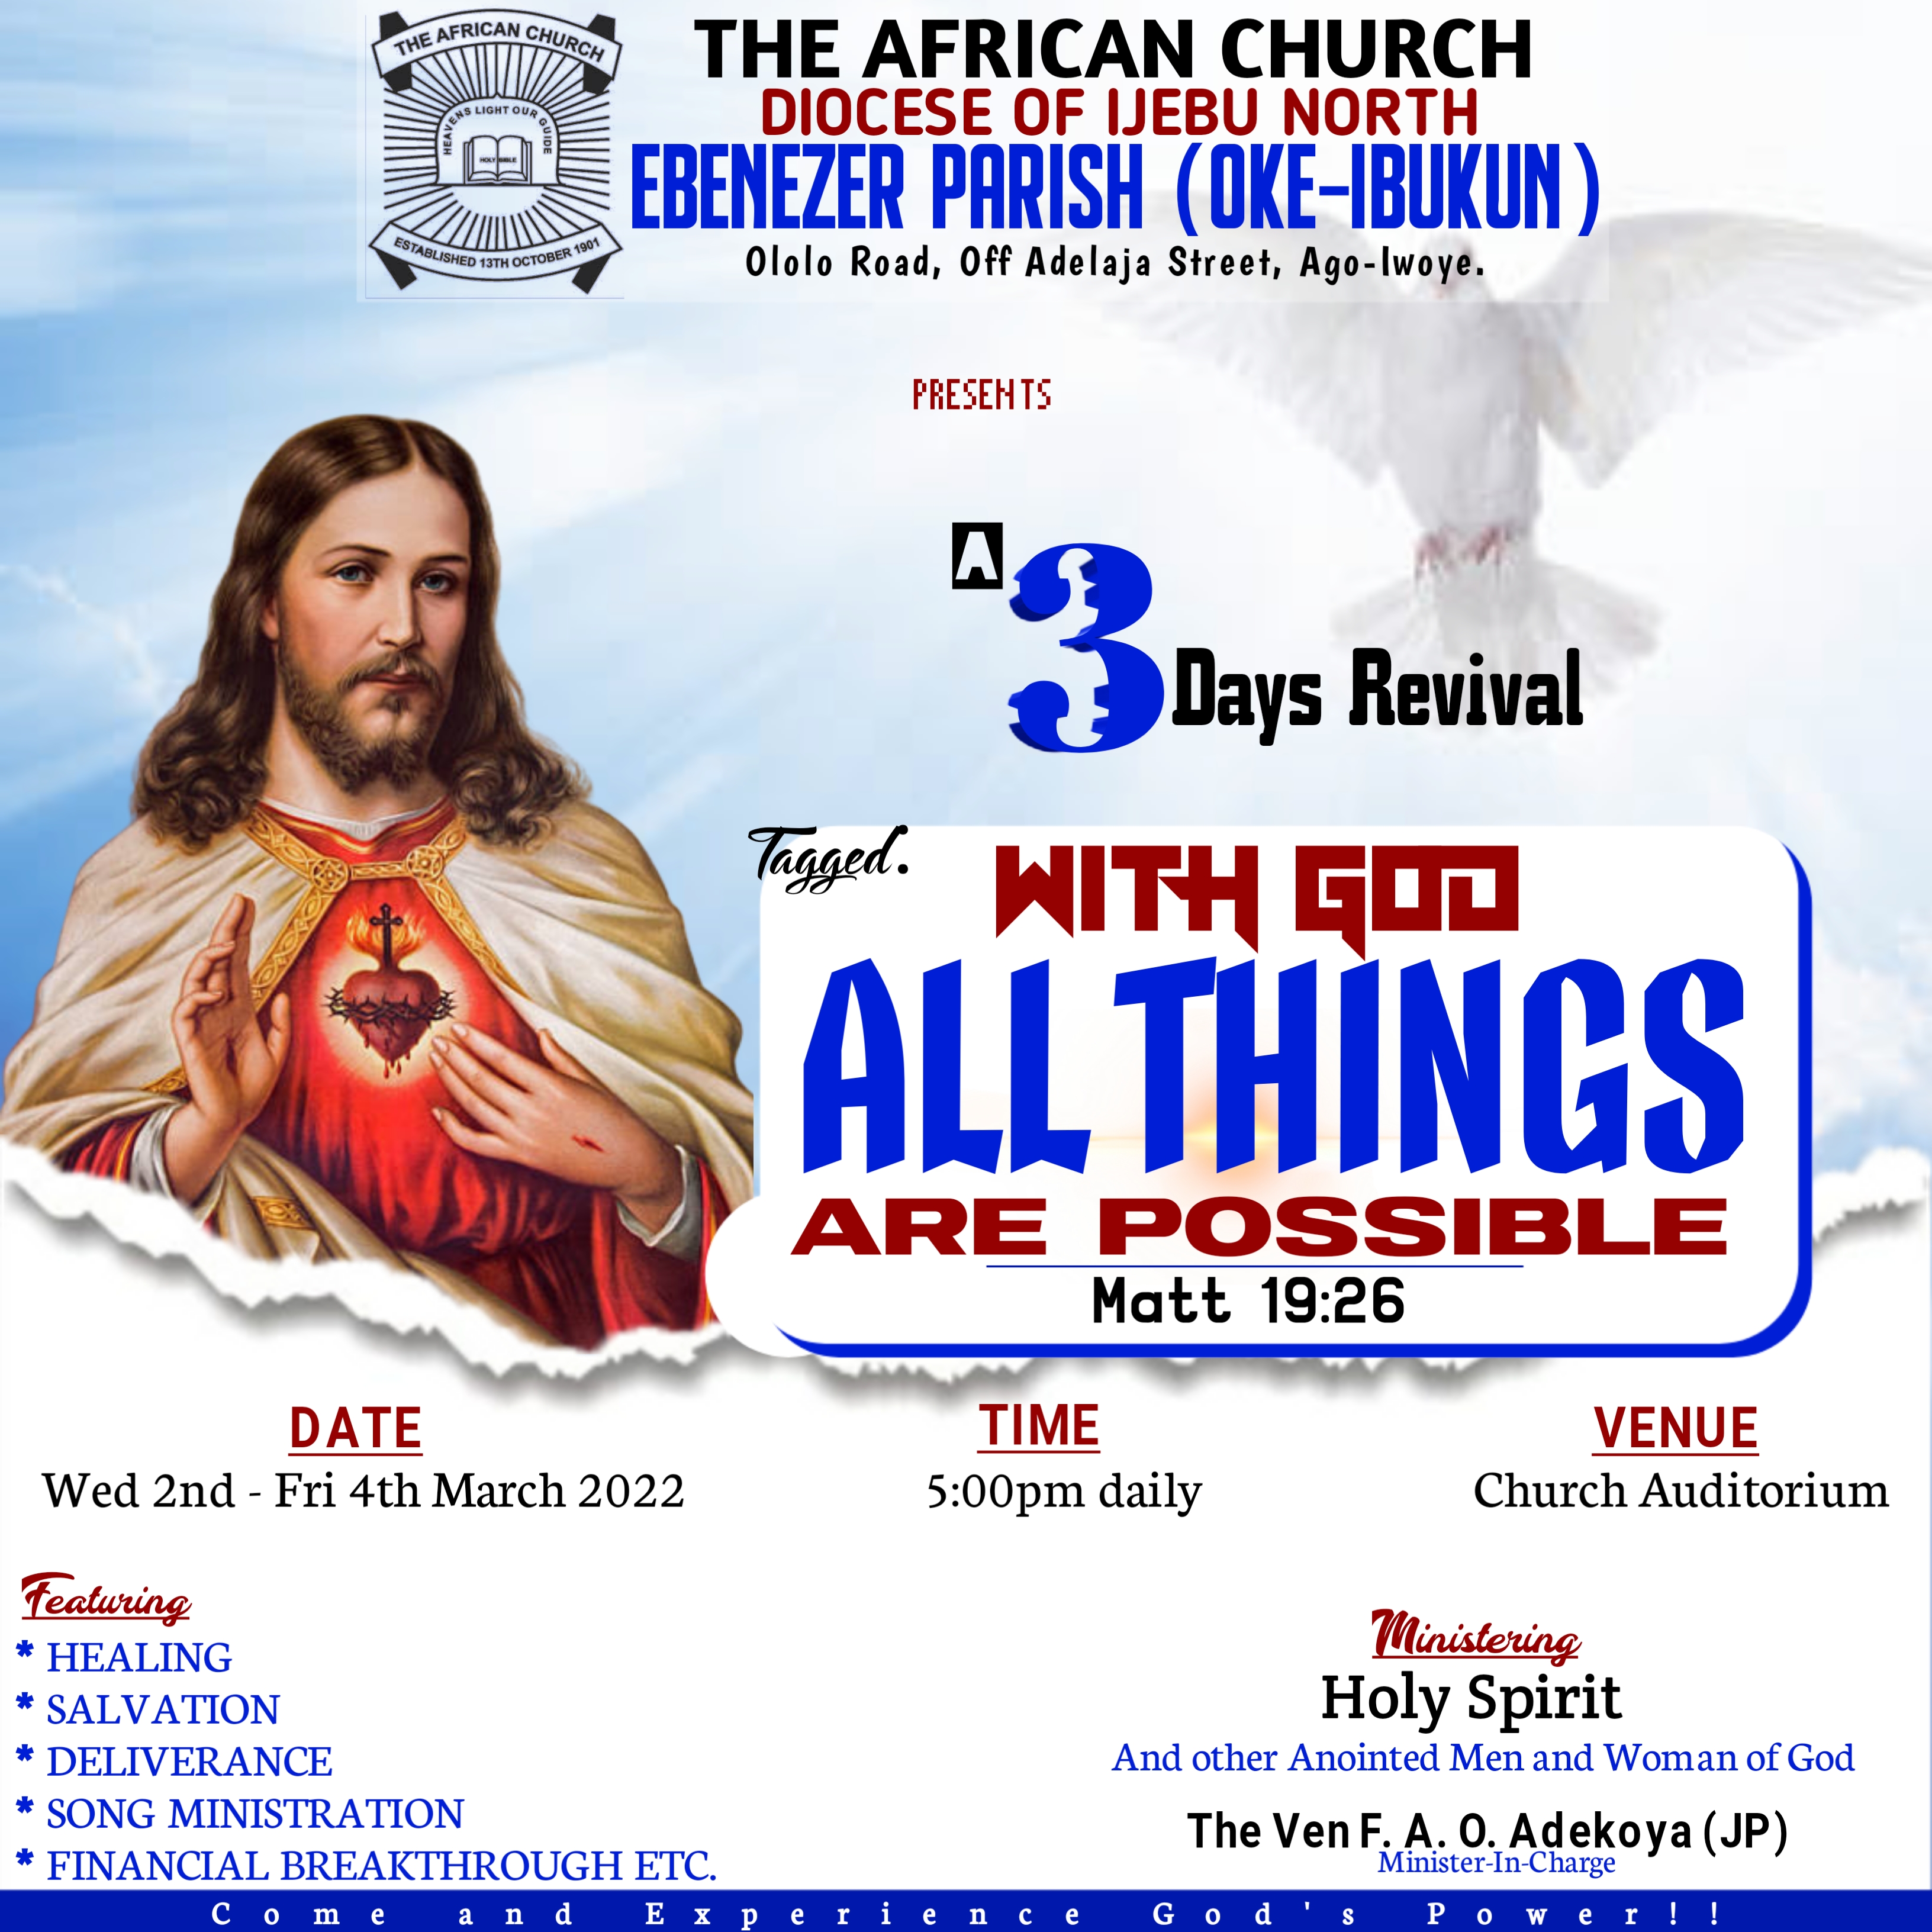 THE AFRICAN CHURCH
HEAVENS LIGHT OUR GUIDE
HOLY BIBLE
ESTABLISHED 13TH OCTOBER 1901
THE AFRICAN CHURCH
DIOCESE OF IJEBU NORTH
EBENEZER PARISH (OKE-IBUKUN)
Ololo Road, Off Adelaja Street, Ago-Iwoye.
PRESENTS
A 3 Days Revival
Tagged.
WITH GOD
ALL THINGS
ARE POSSIBLE
Matt 19:26
DATE
Wed 2nd - Fri 4th March 2022
TIME
5:00pm daily
VENUE
Church Auditorium
Featuring
* HEALING
* SALVATION
* DELIVERANCE
* SONG MINISTRATION
* FINANCIAL BREAKTHROUGH ETC.
Ministering
Holy Spirit
And other Anointed Men and Woman of God
The Ven F. A. O. Adekoya (JP)
Minister-In-Charge
Come and Experience God's Power!!